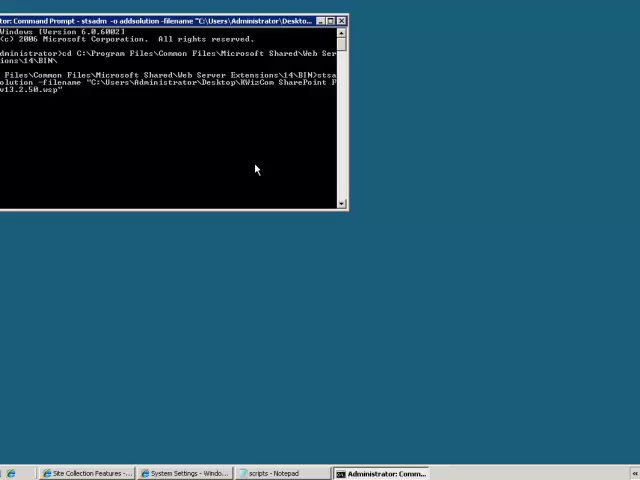 tor: Command Prompt - stsadm -o addsolution -filename "C:\Users\Administrator\Deskto...
Windows [Version 6.0.6002]
(c) 2006 Microsoft Corporation. All rights reserved.
dministrator>cd C:\Program Files\Common Files\Microsoft Shared\Web Ser
ions\14\BIN\
Files\Common Files\Microsoft Shared\Web Server Extensions\14\BIN>stsa
olution -filename "C:\Users\Administrator\Desktop\KWizCom SharePoint P
v13.2.50.wsp"
Site Collection Features -... System Settings - Windo... scripts - Notepad Administrator: Comm... «